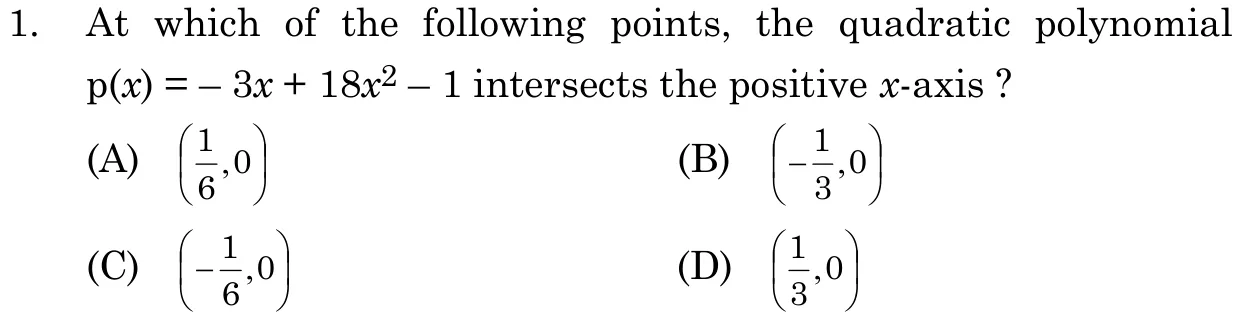 1. At which of the following points, the quadratic polynomial
p(x) = – 3x + 18x² – 1 intersects the positive x-axis ?
(A) (1/6, 0) (B) (–1/3, 0)
(C) (–1/6, 0) (D) (1/3, 0)